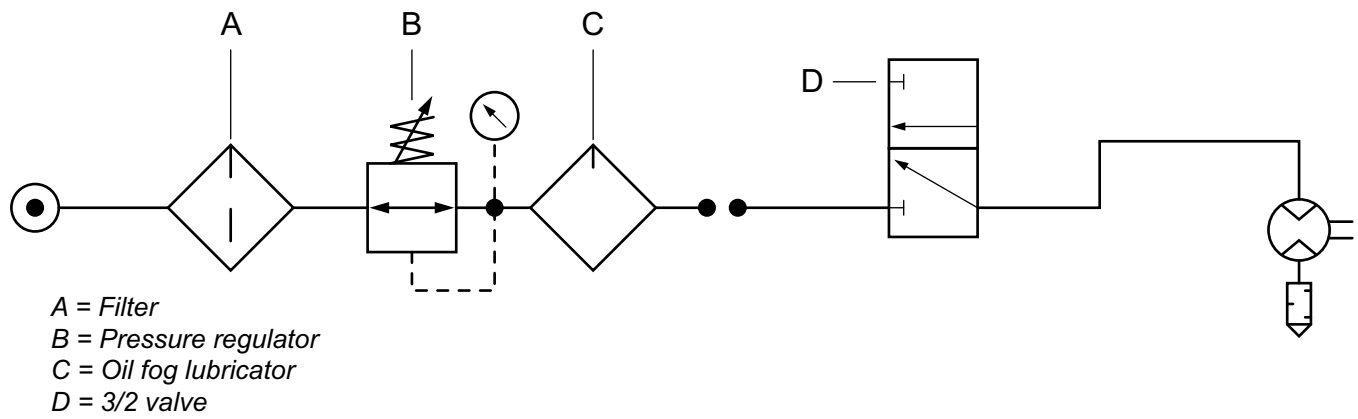 A
B
C
D
A = Filter
B = Pressure regulator
C = Oil fog lubricator
D = 3/2 valve